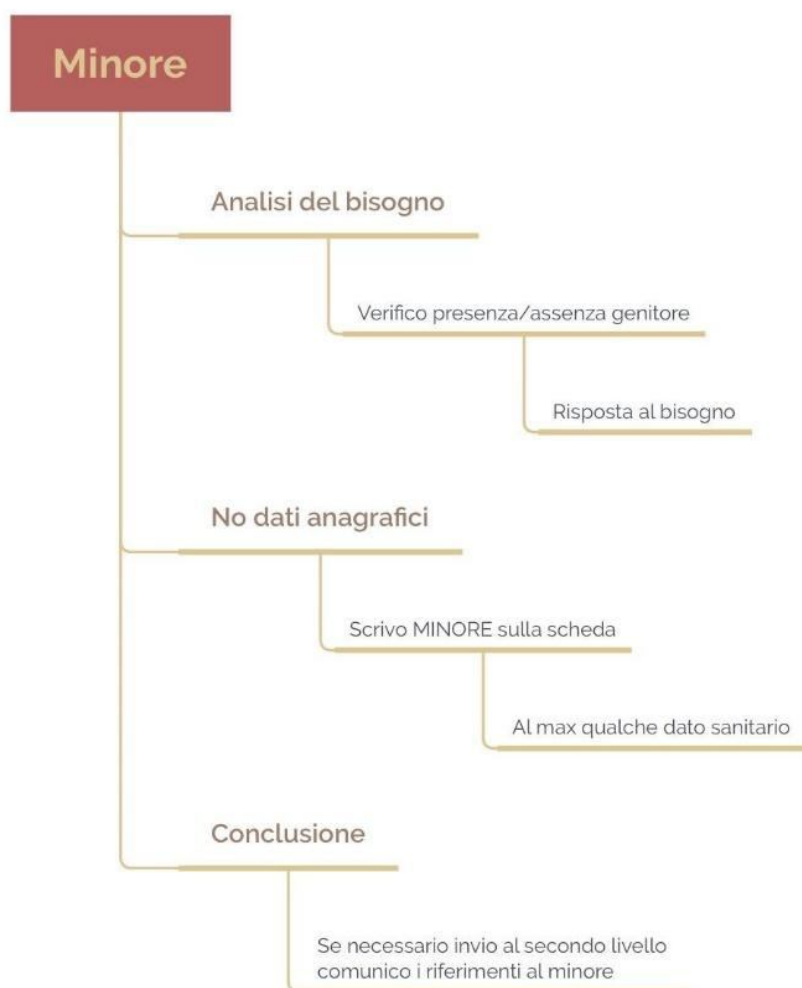 Minore
Analisi del bisogno
Verifico presenza/assenza genitore
Risposta al bisogno
No dati anagrafici
Scrivo MINORE sulla scheda
Al max qualche dato sanitario
Conclusione
Se necessario invio al secondo livello
comunico i riferimenti al minore